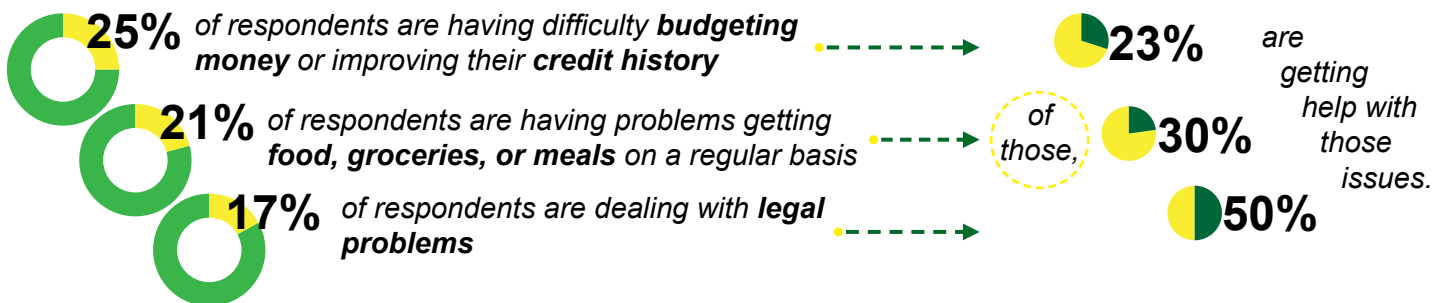 25% of respondents are having difficulty budgeting
money or improving their credit history
23%
21% of respondents are having problems getting
food, groceries, or meals on a regular basis
of
those,
30%
17% of respondents are dealing with legal
problems
50%
are
getting
help with
those
issues.